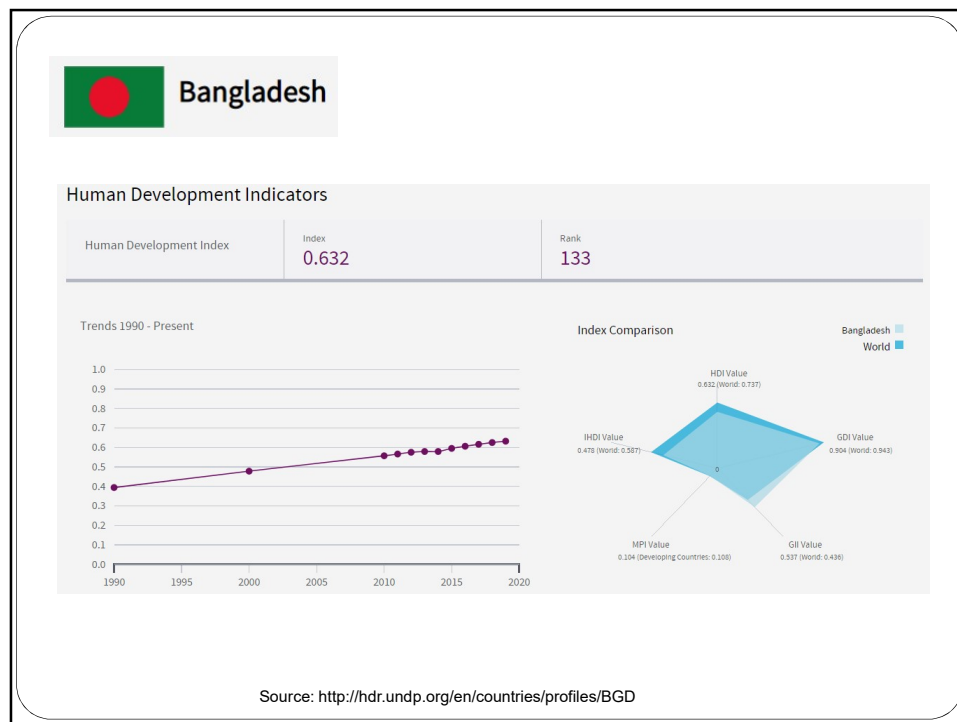 Bangladesh
Human Development Indicators
Human Development Index
Index
0.632
Rank
133
Trends 1990 - Present
1.0
0.9
0.8
0.7
0.6
0.5
0.4
0.3
0.2
0.1
0.0
1990 1995 2000 2005 2010 2015 2020
Index Comparison
Bangladesh
World
HDI Value
0.632 (World: 0.737)
IHDI Value
0.478 (World: 0.587)
GDI Value
0.904 (World: 0.943)
0
MPI Value
0.104 (Developing Countries: 0.108)
GII Value
0.537 (World: 0.436)
Source: http://hdr.undp.org/en/countries/profiles/BGD